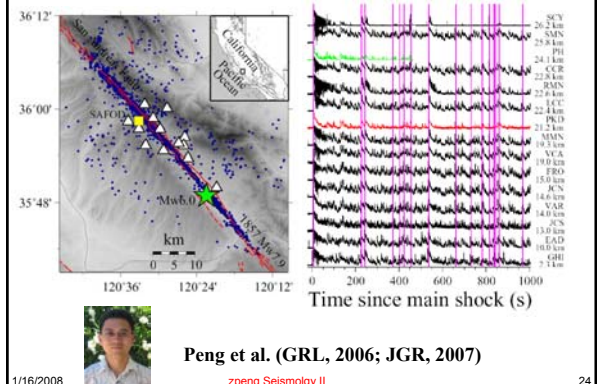 36°12'
36°00'
35°48'
120°36'
120°24'
120°12'
San Andreas Fault
SAFOD
Mw6.0
1857 Mw7.9
km
0 5 10
California
Pacific
Ocean
SCY
26.2 km
SMN
25.8 km
PH
24.1 km
CCR
22.8 km
RMN
22.6 km
LCC
22.4 km
PKD
21.2 km
MMN
19.3 km
VCA
19.0 km
FRO
15.0 km
JCN
14.6 km
VAR
14.0 km
JCS
13.0 km
EAD
10.0 km
GHI
7.3 km
0 200 400 600 800 1000
Time since main shock (s)
Peng et al. (GRL, 2006; JGR, 2007)
1/16/2008
zpeng Seismolgy II
24